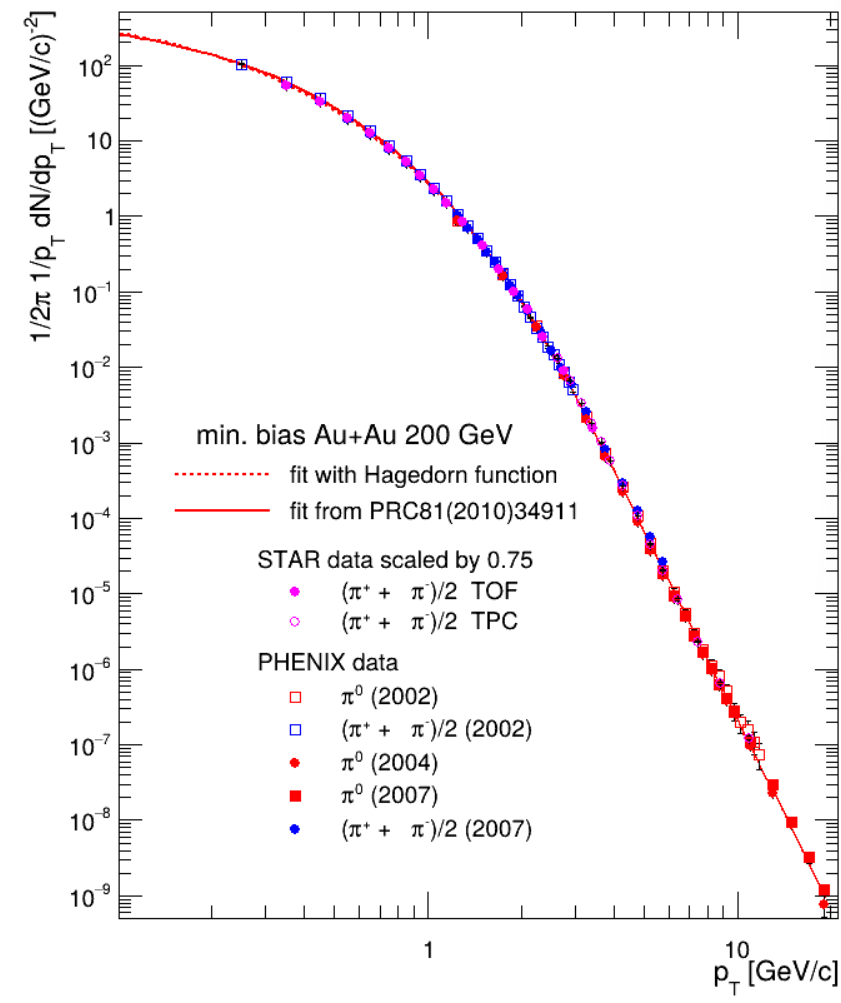 1/2π 1/p_T dN/dp_T [(GeV/c)^-2]
10^2
10
1
10^−1
10^−2
10^−3
10^−4
10^−5
10^−6
10^−7
10^−8
10^−9
min. bias Au+Au 200 GeV
fit with Hagedorn function
fit from PRC81(2010)34911
STAR data scaled by 0.75
(π^+ + π^-)/2 TOF
(π^+ + π^-)/2 TPC
PHENIX data
π^0 (2002)
(π^+ + π^-)/2 (2002)
π^0 (2004)
π^0 (2007)
(π^+ + π^-)/2 (2007)
1 10
p_T [GeV/c]